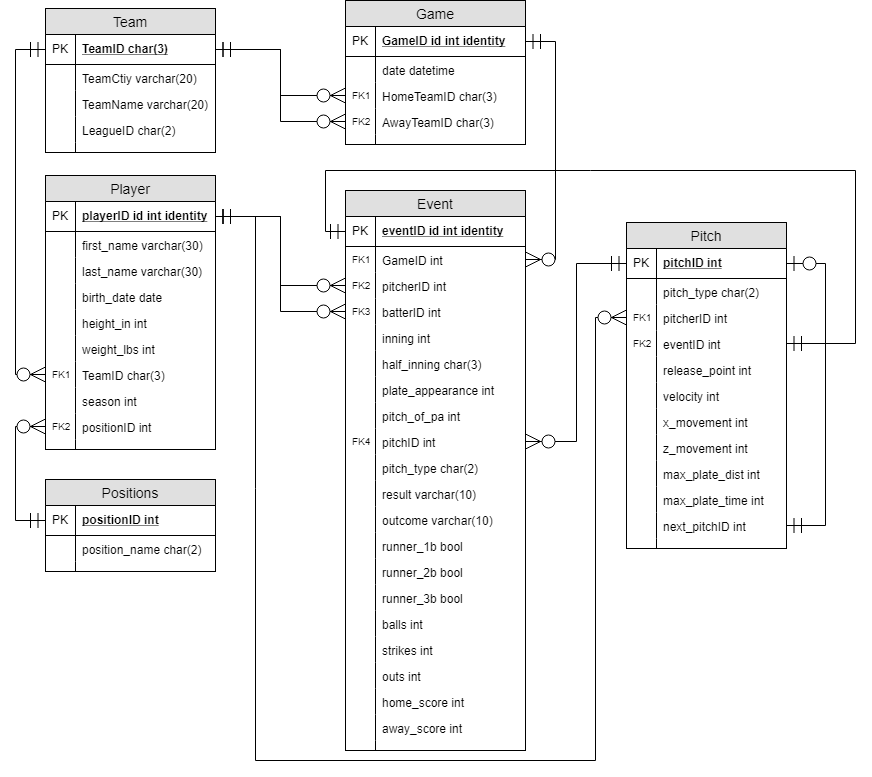 Team
PK TeamID char(3)
TeamCtiy varchar(20)
TeamName varchar(20)
LeagueID char(2)
Game
PK GameID id int identity
date datetime
FK1 HomeTeamID char(3)
FK2 AwayTeamID char(3)
Player
PK playerID id int identity
first_name varchar(30)
last_name varchar(30)
birth_date date
height_in int
weight_lbs int
FK1 TeamID char(3)
season int
FK2 positionID int
Positions
PK positionID int
position_name char(2)
Event
PK eventID id int identity
FK1 GameID int
FK2 pitcherID int
FK3 batterID int
inning int
half_inning char(3)
plate_appearance int
pitch_of_pa int
FK4 pitchID int
pitch_type char(2)
result varchar(10)
outcome varchar(10)
runner_1b bool
runner_2b bool
runner_3b bool
balls int
strikes int
outs int
home_score int
away_score int
Pitch
PK pitchID int
pitch_type char(2)
FK1 pitcherID int
FK2 eventID int
release_point int
velocity int
x_movement int
z_movement int
max_plate_dist int
max_plate_time int
next_pitchID int